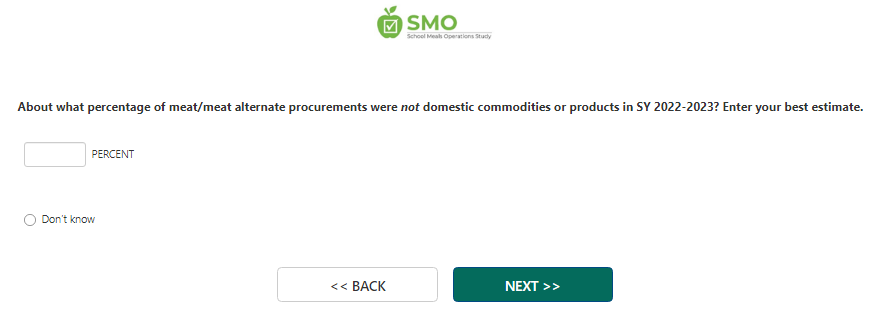 SMO
School Meals Operations Study
About what percentage of meat/meat alternate procurements were not domestic commodities or products in SY 2022-2023? Enter your best estimate.
PERCENT
Don't know
<< BACK
NEXT >>